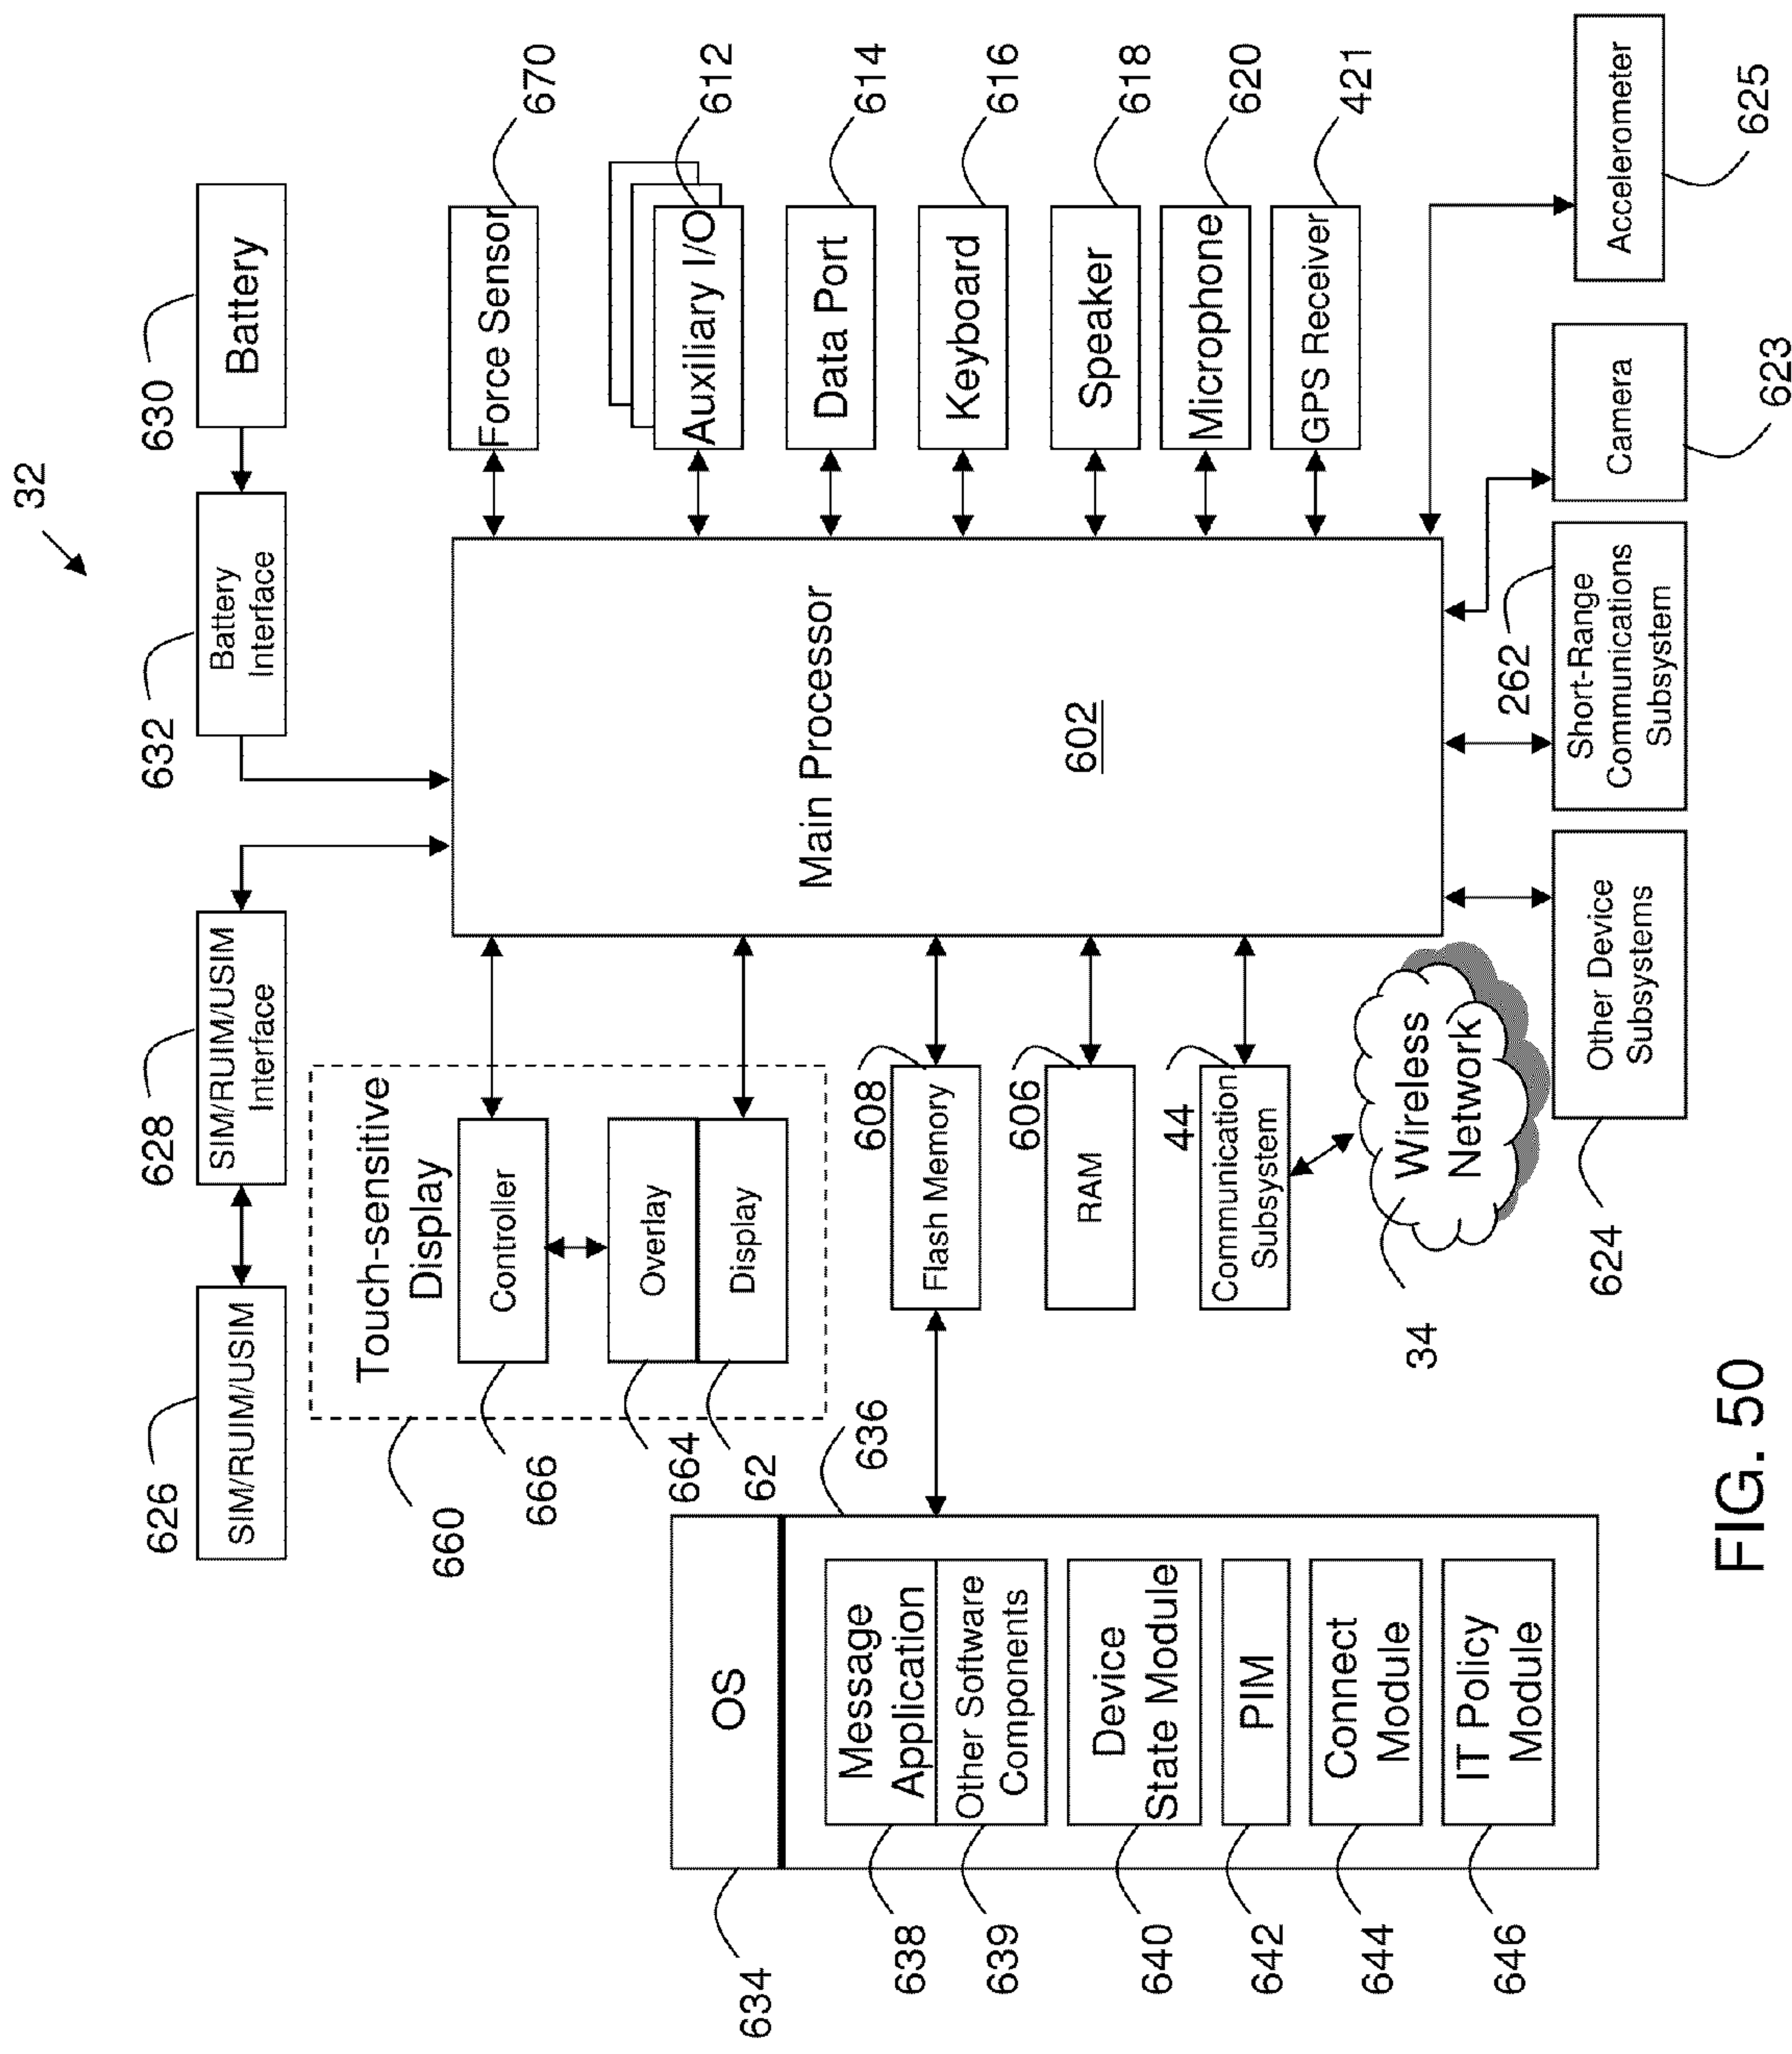 32
630
Battery
632
Battery
Interface
628
SIM/RUIM/USIM
Interface
626
SIM/RUIM/USIM
660
Touch-sensitive
Display
666
Controller
664
Overlay
62
Display
Main Processor
602
670
Force Sensor
612
Auxiliary I/O
614
Data Port
616
Keyboard
618
Speaker
620
Microphone
421
GPS Receiver
625
Accelerometer
623
Camera
262
Short-Range
Communications
Subsystem
624
Other Device
Subsystems
608
Flash Memory
606
RAM
44
Communication
Subsystem
34
Wireless
Network
636
634
OS
638
Message
Application
639
Other Software
Components
640
Device
State Module
642
PIM
644
Connect
Module
646
IT Policy
Module
FIG. 50